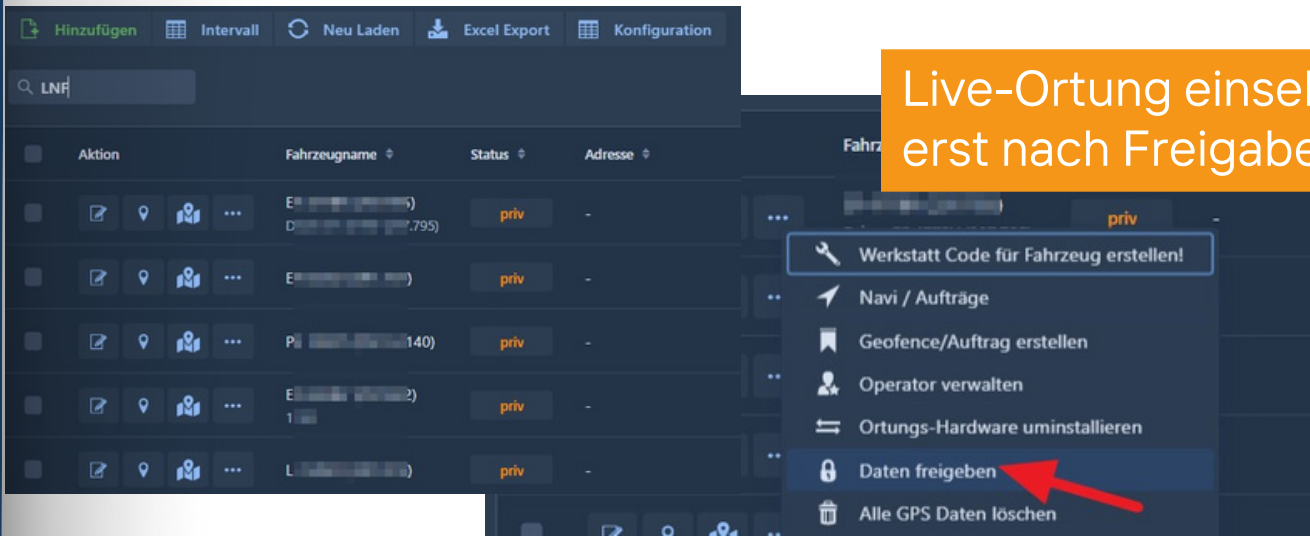 Hinzufügen Intervall Neu Laden Excel Export Konfiguration
LNF
Aktion Fahrzeugname Status Adresse
priv -
.795)
priv -
140) priv -
priv -
priv -
Live-Ortung
erst nach
priv -
Werkstatt Code für Fahrzeug erstellen!
Navi / Aufträge
Geofence/Auftrag erstellen
Operator verwalten
Ortungs-Hardware uminstallieren
Daten freigeben
Alle GPS Daten löschen